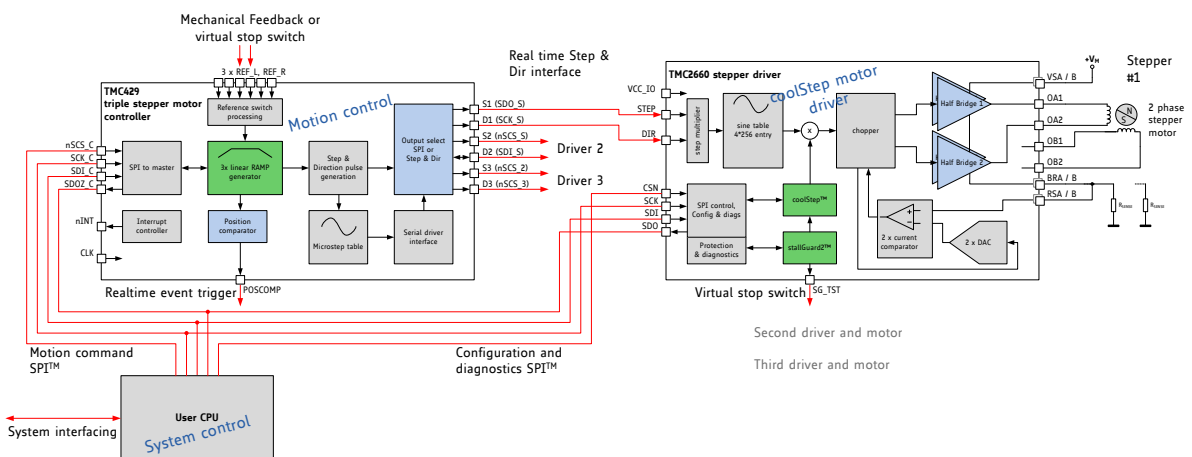 Mechanical Feedback or
virtual stop switch
3 x REF_L, REF_R
TMC429
triple stepper motor
controller
Reference switch
processing
Motion control
nSCS_C
SCK_C
SDI_C
SDOZ_C
SPI to master
3x linear RAMP
generator
Step &
Direction pulse
generation
Output select
SPI or
Step & Dir
nINT
Interrupt
controller
Position
comparator
Microstep table
Serial driver
interface
CLK
S1 (SDO_S)
D1 (SCK_S)
S2 (nSCS_S)
D2 (SDI_S)
S3 (nSCS_2)
D3 (nSCS_3)
Driver 2
Driver 3
Realtime event trigger
POSCOMP
Real time Step &
Dir interface
TMC2660 stepper driver
VCC_IO
STEP
DIR
step multiplier
sine table
4*256 entry
x
coolStep motor
driver
chopper
Half Bridge 1
Half Bridge 2
+VM
VSA / B
OA1
OA2
OB1
OB2
BRA / B
RSA / B
Stepper
#1
N
S
2 phase
stepper
motor
RSENSE
RSENSE
CSN
SCK
SDI
SDO
SPI control,
Config & diags
Protection
& diagnostics
coolStep™
stallGuard2™
2 x current
comparator
2 x DAC
Virtual stop switch
SG_TST
Second driver and motor
Third driver and motor
Motion command
SPI™
Configuration and
diagnostics SPI™
User CPU
System control
System interfacing